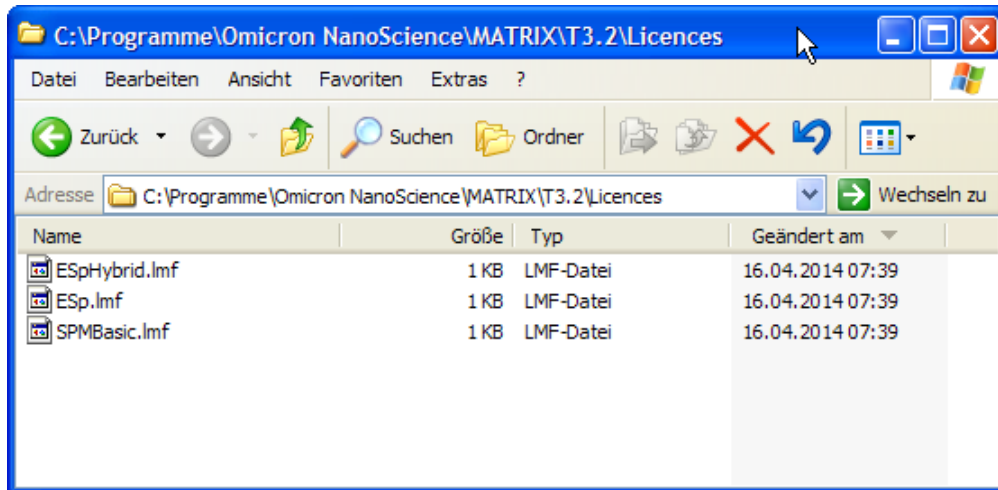 C:\Programme\Omicron NanoScience\MATRIX\T3.2\Licences
Datei Bearbeiten Ansicht Favoriten Extras ?
Zurück Suchen Ordner
Adresse C:\Programme\Omicron NanoScience\MATRIX\T3.2\Licences Wechseln zu
Name Größe Typ Geändert am
ESpHybrid.lmf 1 KB LMF-Datei 16.04.2014 07:39
ESp.lmf 1 KB LMF-Datei 16.04.2014 07:39
SPMBasic.lmf 1 KB LMF-Datei 16.04.2014 07:39